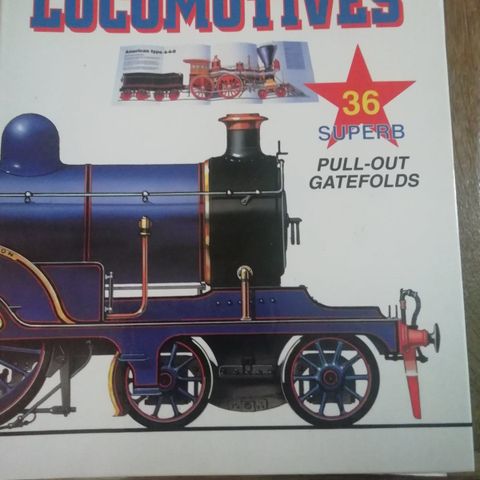 LOCOMOTIVES
American type 4-4-0
36
SUPERB
PULL-OUT
GATEFOLDS